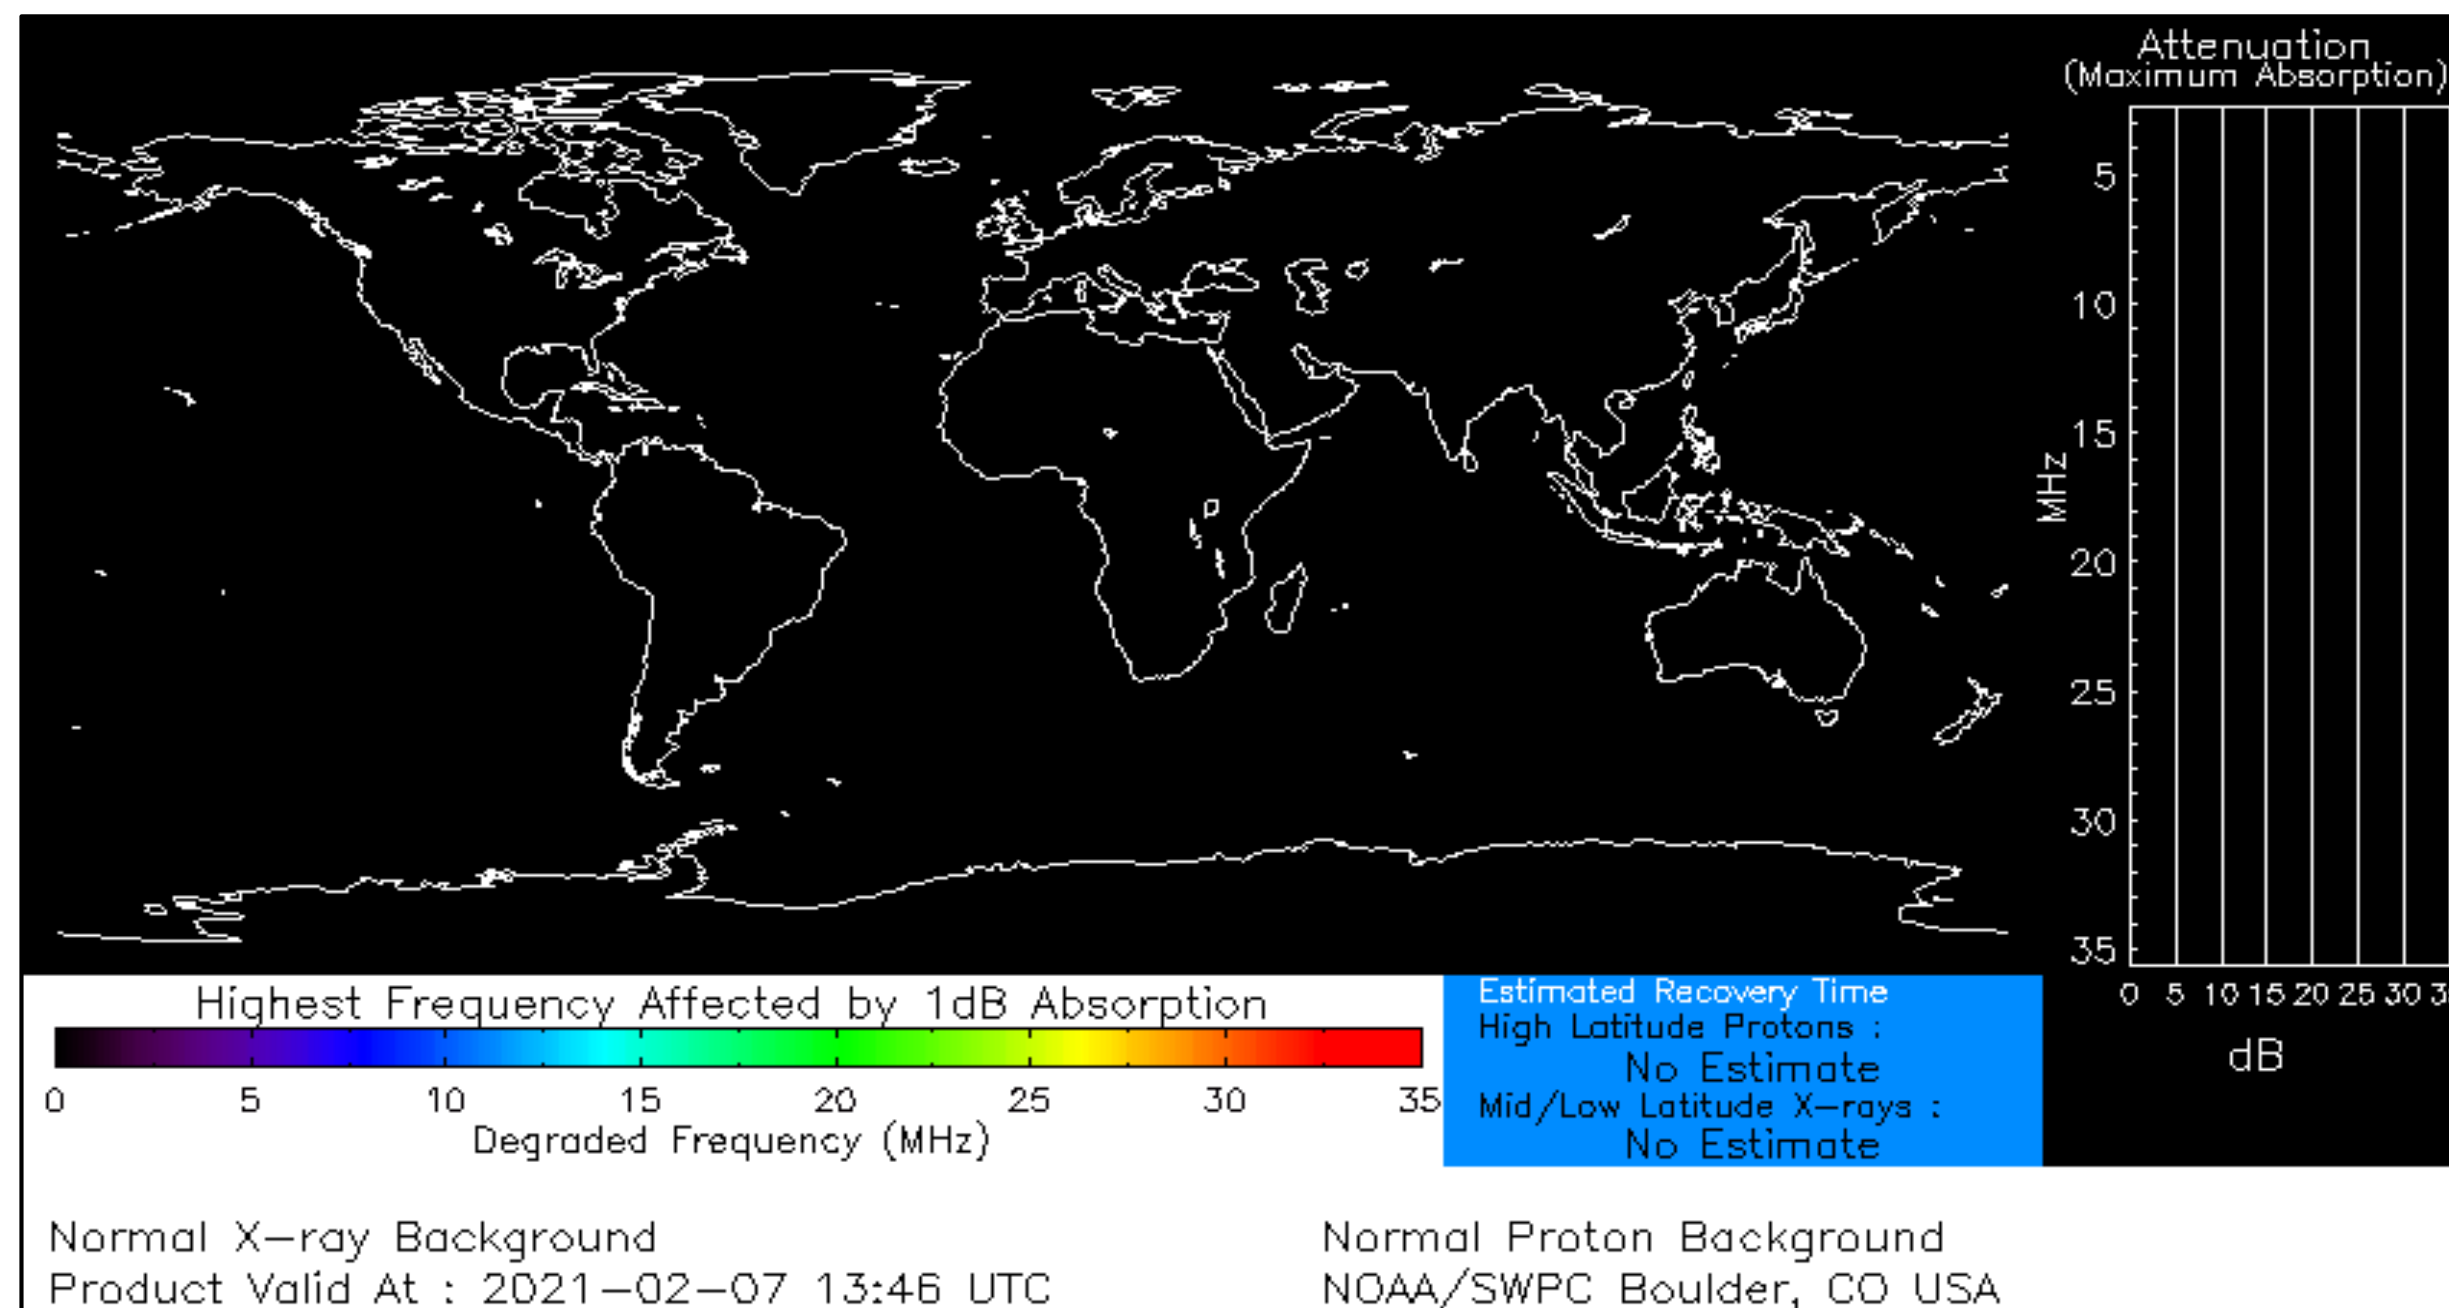 Attenuation
(Maximum Absorption)
5
10
15
20
25
30
35
MHz
0 5 10 15 20 25 30
dB
Highest Frequency Affected by 1dB Absorption
0 5 10 15 20 25 30 35
Degraded Frequency (MHz)
Estimated Recovery Time
High Latitude Protons :
No Estimate
Mid/Low Latitude X-rays :
No Estimate
Normal X-ray Background
Normal Proton Background
Product Valid At : 2021-02-07 13:46 UTC
NOAA/SWPC Boulder, CO USA